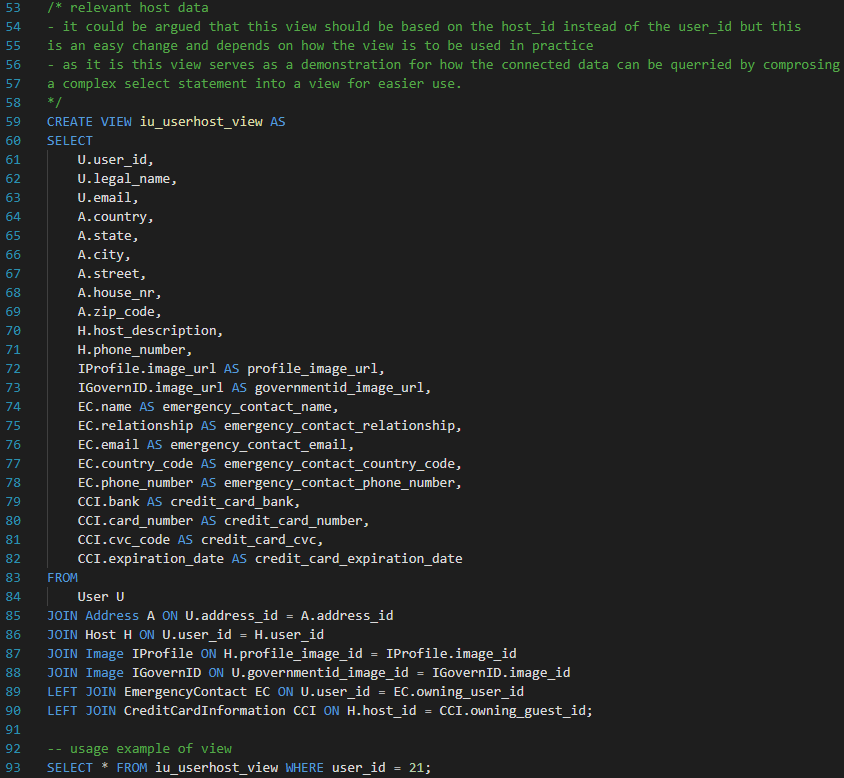 53 /* relevant host data
54 - it could be argued that this view should be based on the host_id instead of the user_id but this
55 is an easy change and depends on how the view is to be used in practice
56 - as it is this view serves as a demonstration for how the connected data can be querried by comprosing
57 a complex select statement into a view for easier use.
58 */
59 CREATE VIEW iu_userhost_view AS
60 SELECT
61 U.user_id,
62 U.legal_name,
63 U.email,
64 A.country,
65 A.state,
66 A.city,
67 A.street,
68 A.house_nr,
69 A.zip_code,
70 H.host_description,
71 H.phone_number,
72 IProfile.image_url AS profile_image_url,
73 IGovernID.image_url AS governmentid_image_url,
74 EC.name AS emergency_contact_name,
75 EC.relationship AS emergency_contact_relationship,
76 EC.email AS emergency_contact_email,
77 EC.country_code AS emergency_contact_country_code,
78 EC.phone_number AS emergency_contact_phone_number,
79 CCI.bank AS credit_card_bank,
80 CCI.card_number AS credit_card_number,
81 CCI.cvc_code AS credit_card_cvc,
82 CCI.expiration_date AS credit_card_expiration_date
83 FROM
84 User U
85 JOIN Address A ON U.address_id = A.address_id
86 JOIN Host H ON U.user_id = H.user_id
87 JOIN Image IProfile ON H.profile_image_id = IProfile.image_id
88 JOIN Image IGovernID ON U.governmentid_image_id = IGovernID.image_id
89 LEFT JOIN EmergencyContact EC ON U.user_id = EC.owning_user_id
90 LEFT JOIN CreditCardInformation CCI ON H.host_id = CCI.owning_guest_id;
91
92 -- usage example of view
93 SELECT * FROM iu_userhost_view WHERE user_id = 21;